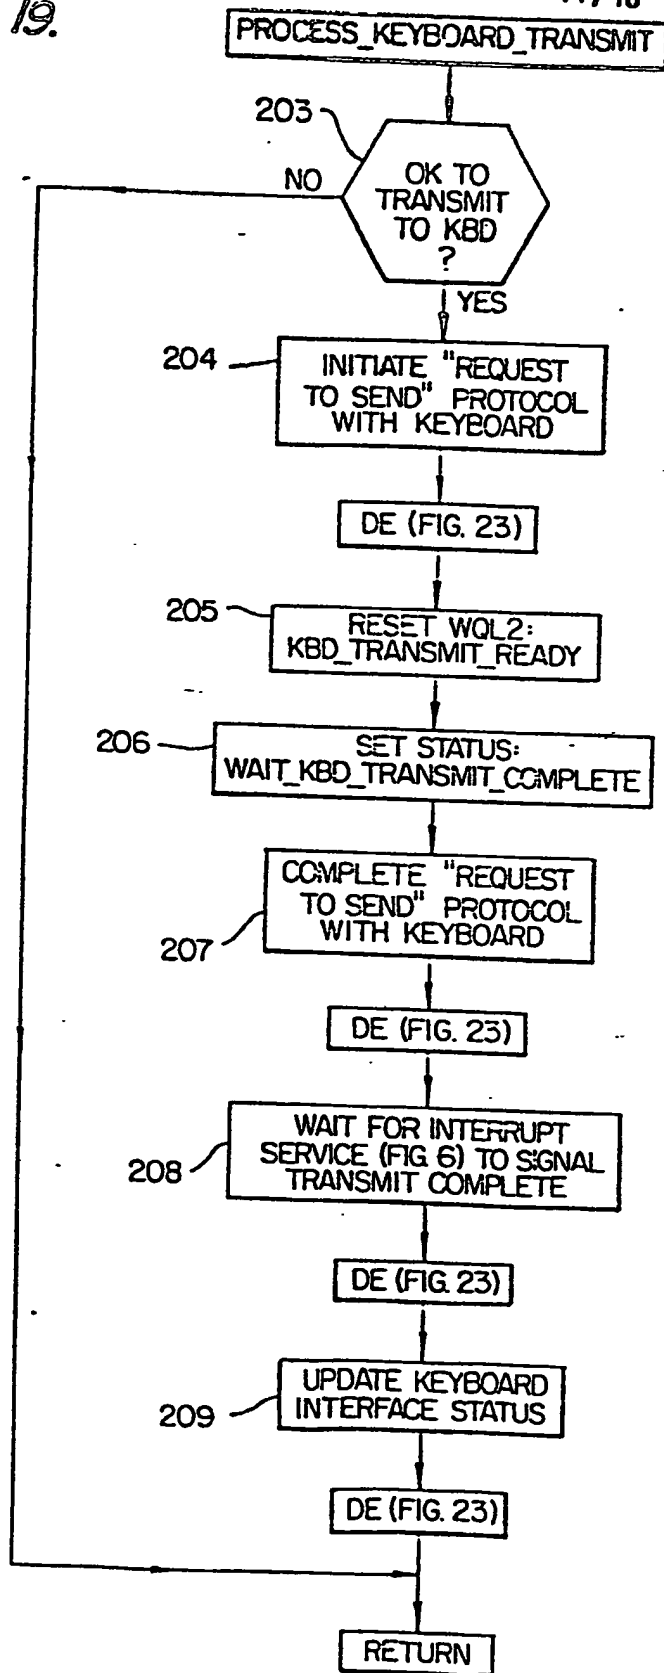 19.
PROCESS_KEYBOARD_TRANSMIT
203
OK TO
TRANSMIT
TO KBD
?
NO
YES
204
INITIATE "REQUEST
TO SEND" PROTOCOL
WITH KEYBOARD
DE (FIG. 23)
205
RESET WQL2:
KBD_TRANSMIT_READY
206
SET STATUS:
WAIT_KBD_TRANSMIT_COMPLETE
COMPLETE "REQUEST
TO SEND" PROTOCOL
WITH KEYBOARD
207
DE (FIG. 23)
WAIT FOR INTERRUPT
SERVICE (FIG. 6) TO SIGNAL
TRANSMIT COMPLETE
208
DE (FIG. 23)
UPDATE KEYBOARD
INTERFACE STATUS
209
DE (FIG. 23)
RETURN